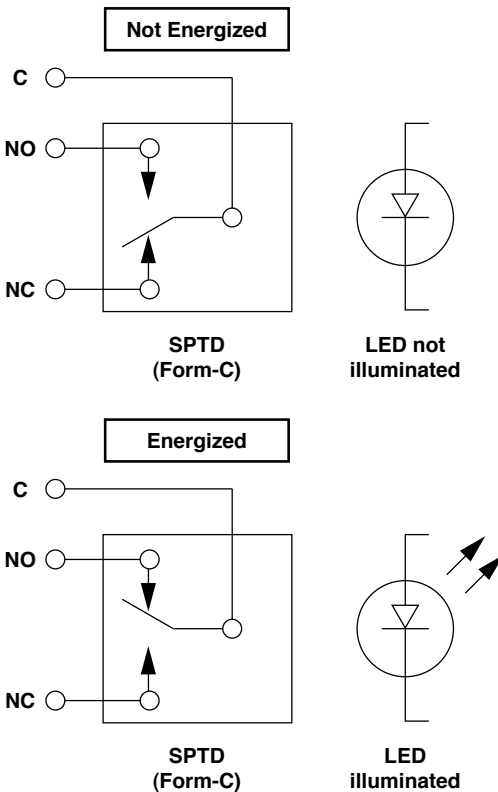 Not Energized
C
NO
NC
SPTD
(Form-C)
LED not
illuminated
Energized
C
NO
NC
SPTD
(Form-C)
LED
illuminated